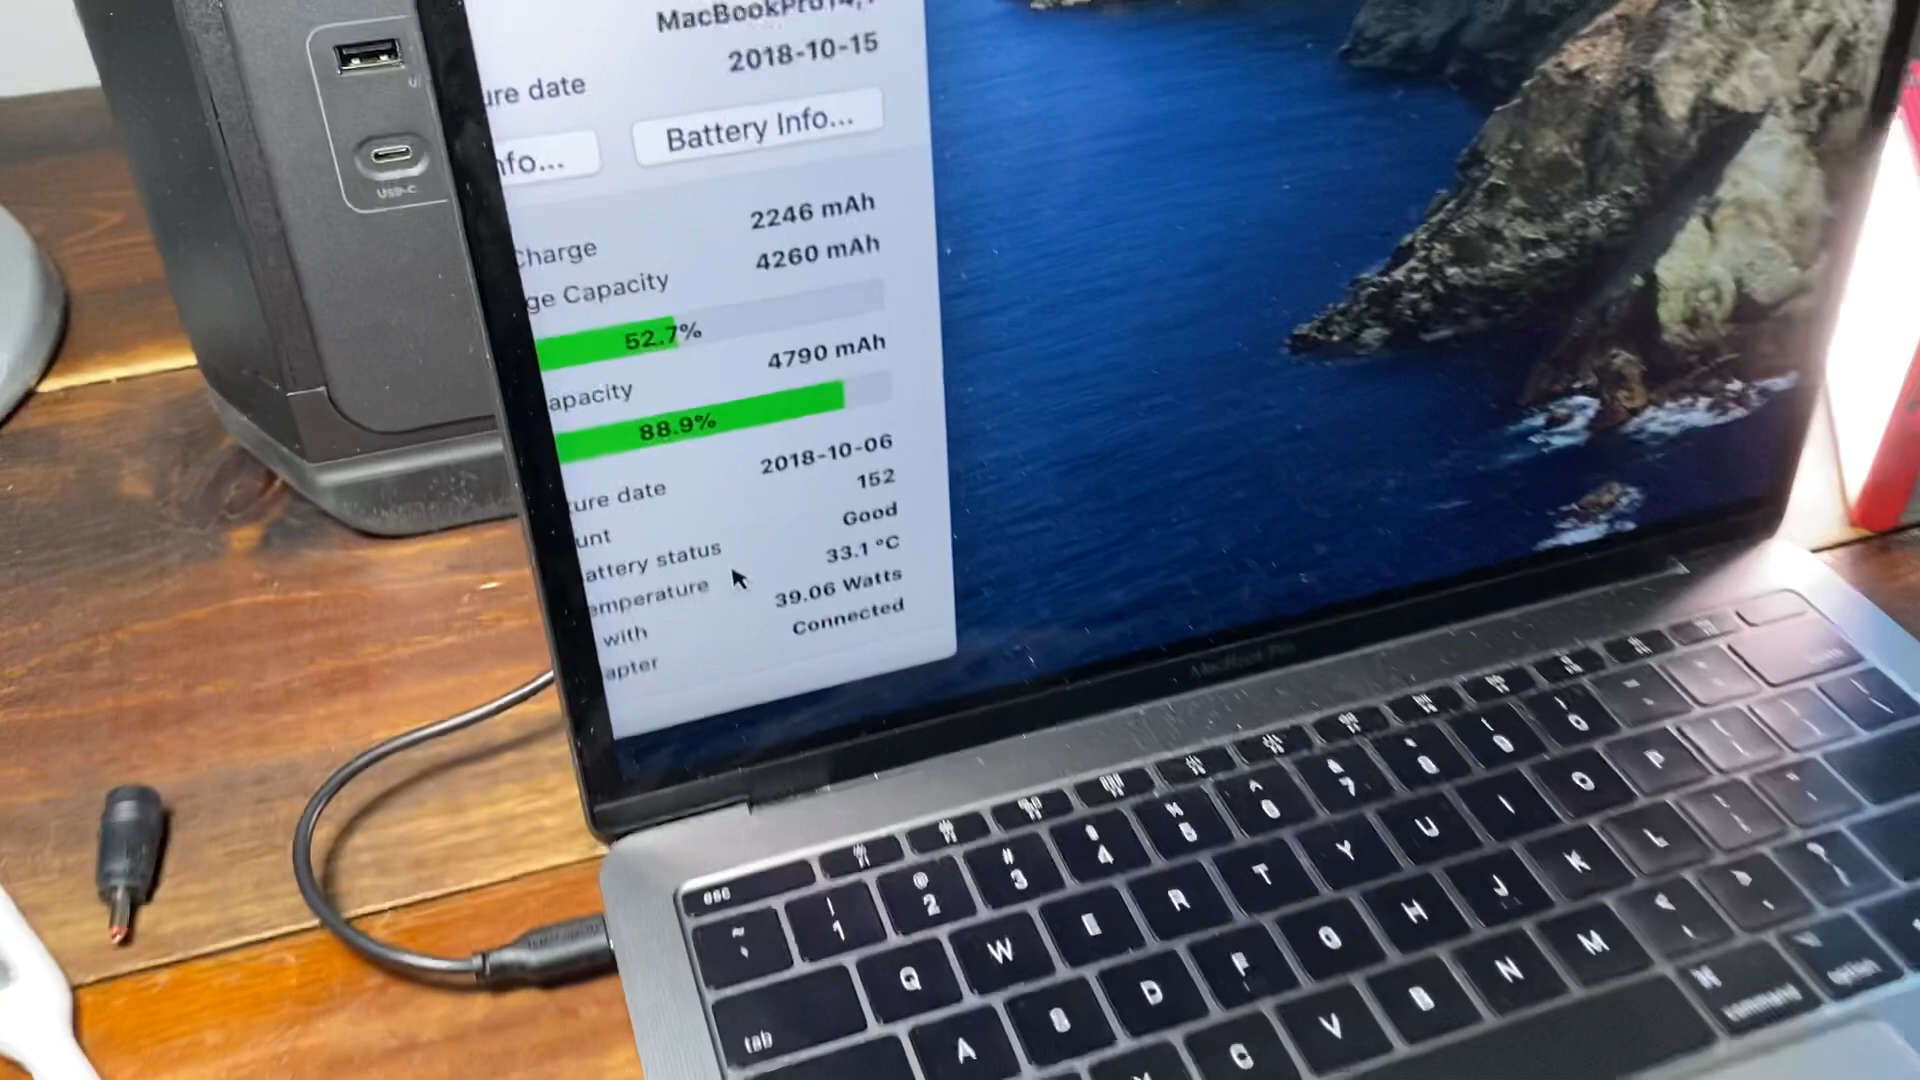 2018-10-15
ure date
nfo... Battery Info...
Charge 2246 mAh
ge Capacity 4260 mAh
52.7%
apacity 4790 mAh
88.9%
ure date 2018-10-06
unt 152
attery status Good
emperature 33.1 °C
with 39.06 Watts
apter Connected
USB-C
MacBook Pro
esc
~ ! 1 @ 2 # 3 $ 4 % 5 ^ 6 & 7 * 8 ( 9 ) 0
tab Q W E R T Y U I O P
A S D F G H J K L
C V B N M
command option